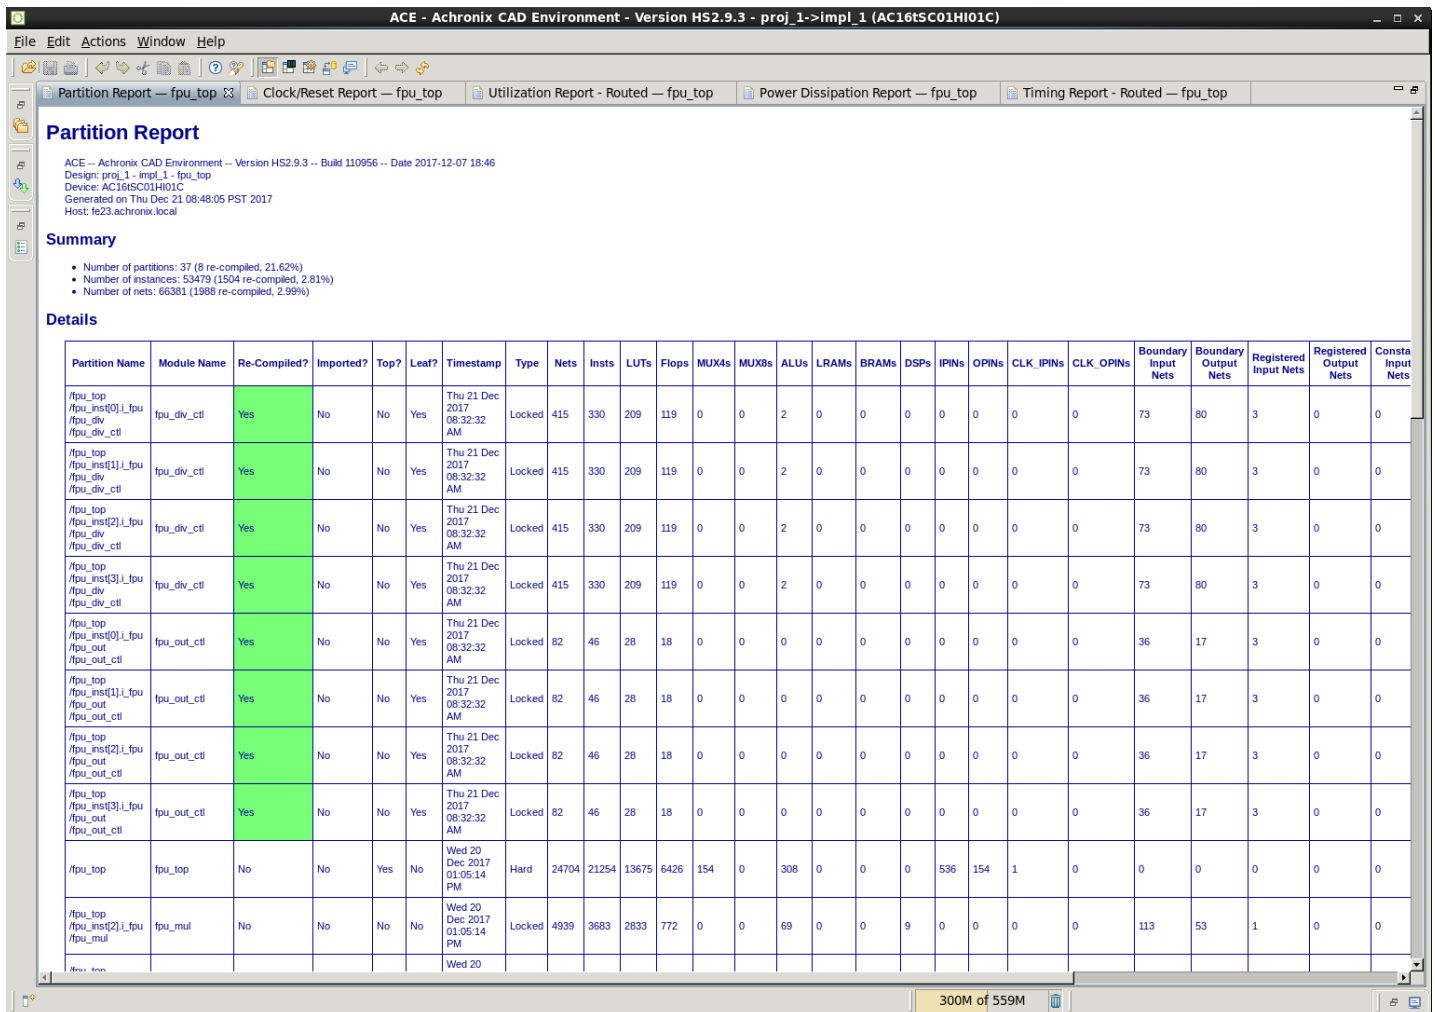 ACE - Achronix CAD Environment - Version HS2.9.3 - proj_1->impl_1 (AC16tSC01HI01C)
File Edit Actions Window Help
Partition Report — fpu_top Clock/Reset Report — fpu_top Utilization Report - Routed — fpu_top Power Dissipation Report — fpu_top Timing Report - Routed — fpu_top
Partition Report
ACE -- Achronix CAD Environment -- Version HS2.9.3 -- Build 110956 -- Date 2017-12-07 18:46
Design: proj_1 - impl_1 - fpu_top
Device: AC16tSC01HI01C
Generated on Thu Dec 21 08:48:05 PST 2017
Host: fe23.achronix.local
Summary
• Number of partitions: 37 (8 re-compiled, 21.62%)
• Number of instances: 53479 (1504 re-compiled, 2.81%)
• Number of nets: 66381 (1988 re-compiled, 2.99%)
Details
Partition Name Module Name Re-Compiled? Imported? Top? Leaf? Timestamp Type Nets Insts LUTs Flops MUX4s MUX8s ALUs LRAMs BRAMs DSPs IPINs OPINs CLK_IPINs CLK_OPINs Boundary Input Nets Boundary Output Nets Registered Input Nets Registered Output Nets Consta Input Nets
/fpu_top /fpu_inst[0].i_fpu /fpu_div /fpu_div_ctl fpu_div_ctl Yes No No Yes Thu 21 Dec 2017 08:32:32 AM Locked 415 330 209 119 0 0 2 0 0 0 0 0 0 0 73 80 3 0 0
/fpu_top /fpu_inst[1].i_fpu /fpu_div /fpu_div_ctl fpu_div_ctl Yes No No Yes Thu 21 Dec 2017 08:32:32 AM Locked 415 330 209 119 0 0 2 0 0 0 0 0 0 0 73 80 3 0 0
/fpu_top /fpu_inst[2].i_fpu /fpu_div /fpu_div_ctl fpu_div_ctl Yes No No Yes Thu 21 Dec 2017 08:32:32 AM Locked 415 330 209 119 0 0 2 0 0 0 0 0 0 0 73 80 3 0 0
/fpu_top /fpu_inst[3].i_fpu /fpu_div /fpu_div_ctl fpu_div_ctl Yes No No Yes Thu 21 Dec 2017 08:32:32 AM Locked 415 330 209 119 0 0 2 0 0 0 0 0 0 0 73 80 3 0 0
/fpu_top /fpu_inst[0].i_fpu /fpu_out /fpu_out_ctl fpu_out_ctl Yes No No Yes Thu 21 Dec 2017 08:32:32 AM Locked 82 46 28 18 0 0 0 0 0 0 0 0 0 0 36 17 3 0 0
/fpu_top /fpu_inst[1].i_fpu /fpu_out /fpu_out_ctl fpu_out_ctl Yes No No Yes Thu 21 Dec 2017 08:32:32 AM Locked 82 46 28 18 0 0 0 0 0 0 0 0 0 0 36 17 3 0 0
/fpu_top /fpu_inst[2].i_fpu /fpu_out /fpu_out_ctl fpu_out_ctl Yes No No Yes Thu 21 Dec 2017 08:32:32 AM Locked 82 46 28 18 0 0 0 0 0 0 0 0 0 0 36 17 3 0 0
/fpu_top /fpu_inst[3].i_fpu /fpu_out /fpu_out_ctl fpu_out_ctl Yes No No Yes Thu 21 Dec 2017 08:32:32 AM Locked 82 46 28 18 0 0 0 0 0 0 0 0 0 0 36 17 3 0 0
/fpu_top fpu_top No No Yes No Wed 20 Dec 2017 01:05:14 PM Hard 24704 21254 13675 6426 154 0 308 0 0 0 536 154 1 0 0 0 0 0 0
/fpu_top /fpu_inst[2].i_fpu /fpu_mul fpu_mul No No No No Wed 20 Dec 2017 01:05:14 PM Locked 4939 3683 2833 772 0 0 69 0 0 9 0 0 0 0 113 53 1 0 0
/fpu_top Wed 20
300M of 559M